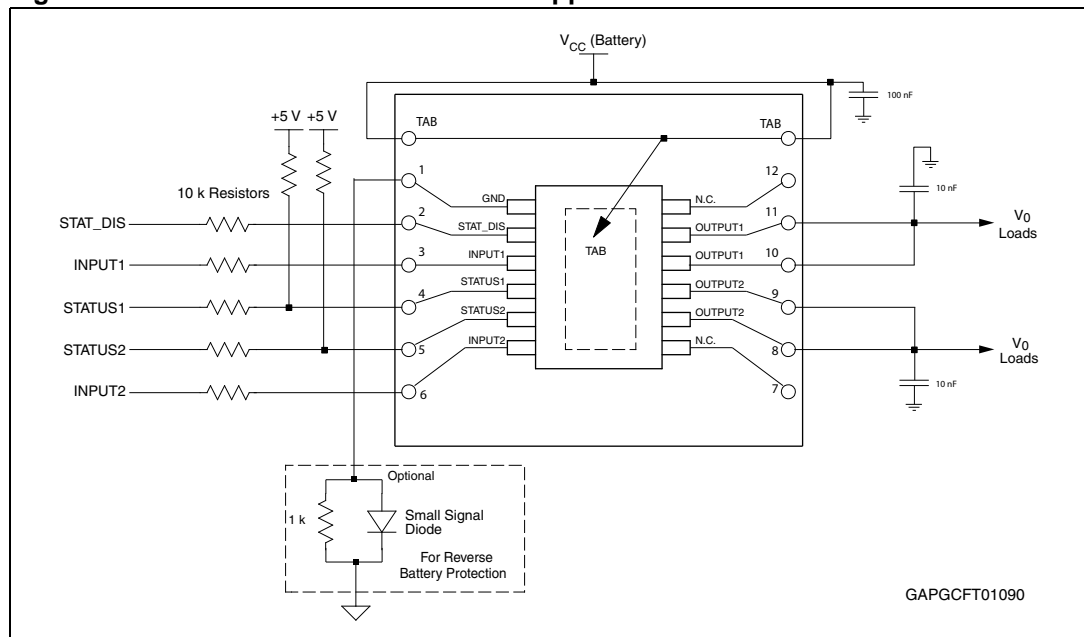 V_CC (Battery)
100 nF
+5 V +5 V
TAB
TAB
1
12
10 k Resistors
GND
N.C.
10 nF
STAT_DIS
2
STAT_DIS
OUTPUT1
11
V0
Loads
INPUT1
3
INPUT1
TAB
OUTPUT1
10
STATUS1
4
STATUS1
OUTPUT2
9
STATUS2
5
STATUS2
OUTPUT2
8
V0
Loads
INPUT2
6
INPUT2
N.C.
7
10 nF
Optional
1 k
Small Signal
Diode
For Reverse
Battery Protection
GAPGCFT01090